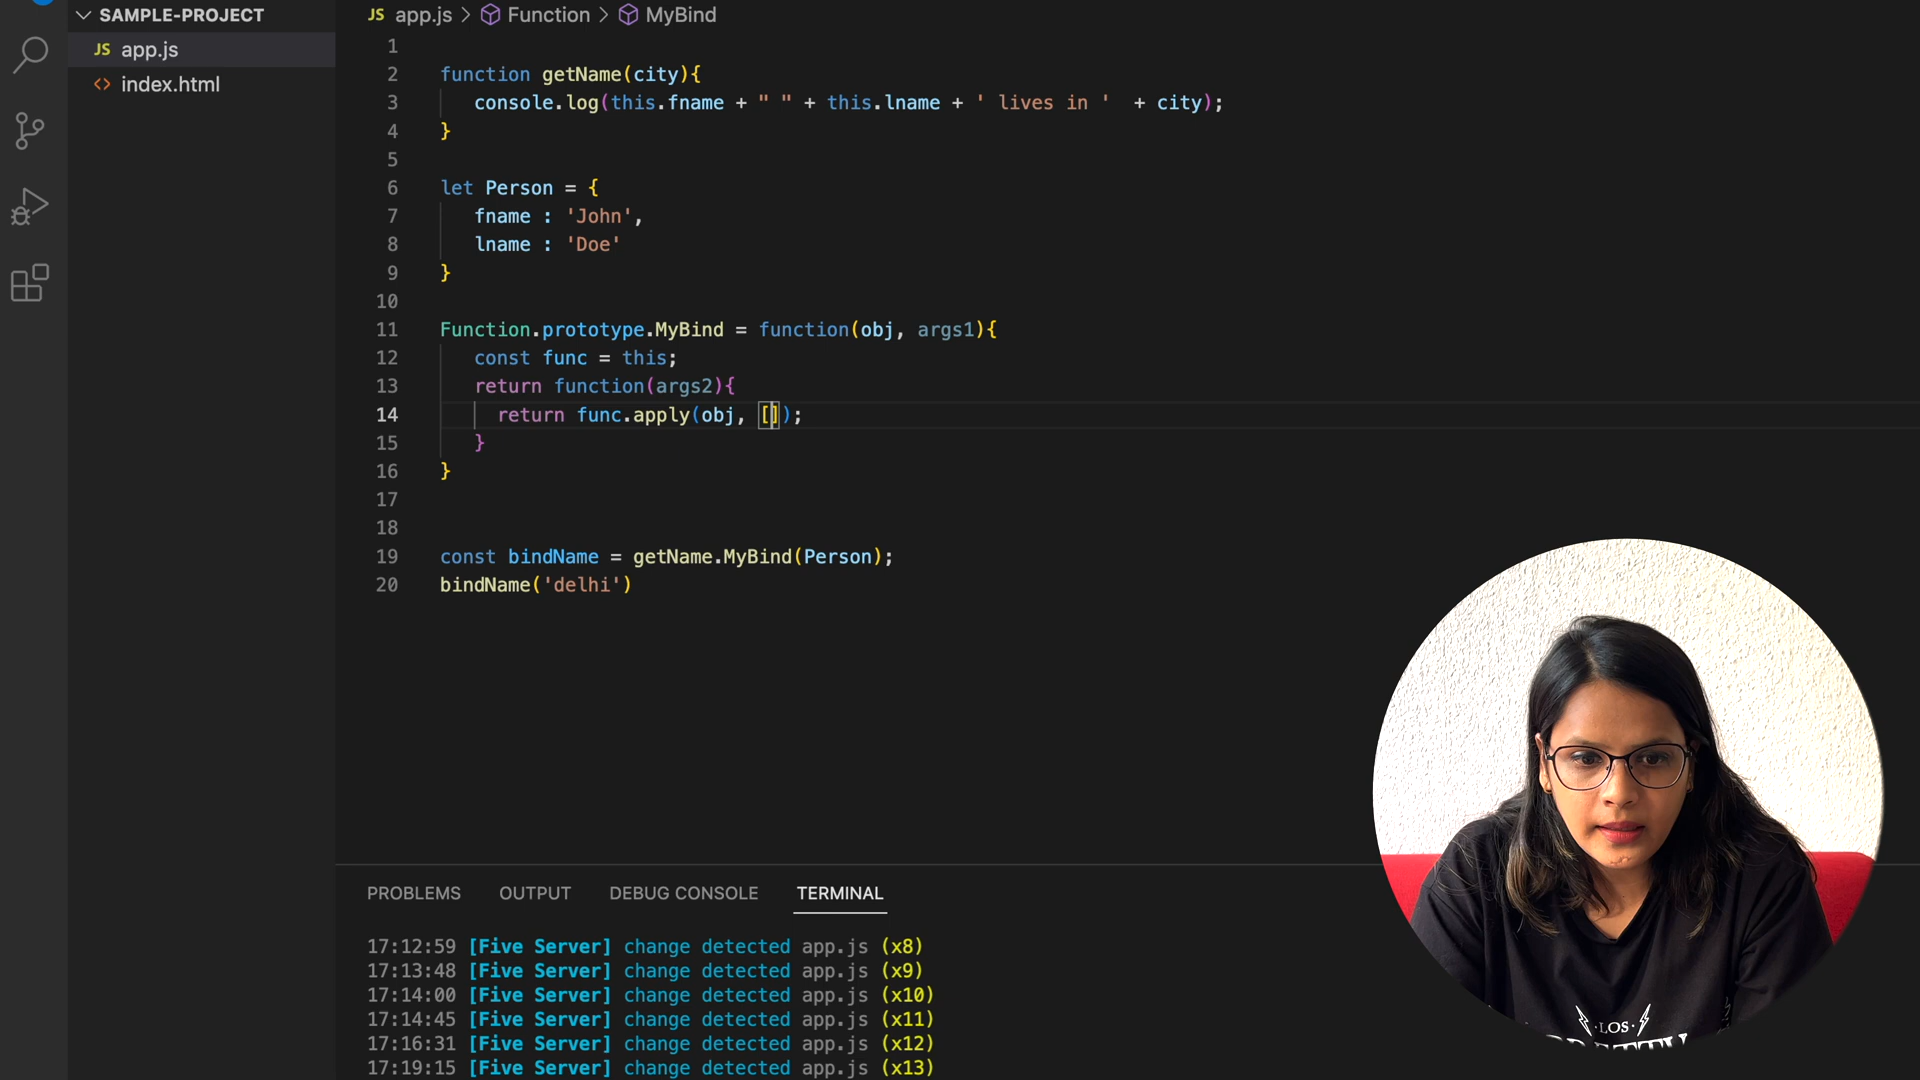 SAMPLE-PROJECT
JS app.js
<> index.html
JS app.js > Function > MyBind
1
2 function getName(city){
3 console.log(this.fname + " " + this.lname + ' lives in '  + city);
4 }
5
6 let Person = {
7 fname : 'John',
8 lname : 'Doe'
9 }
10
11 Function.prototype.MyBind = function(obj, args1){
12 const func = this;
13 return function(args2){
14 return func.apply(obj, []);
15 }
16 }
17
18
19 const bindName = getName.MyBind(Person);
20 bindName('delhi')
PROBLEMS OUTPUT DEBUG CONSOLE TERMINAL
17:12:59 [Five Server] change detected app.js (x8)
17:13:48 [Five Server] change detected app.js (x9)
17:14:00 [Five Server] change detected app.js (x10)
17:14:45 [Five Server] change detected app.js (x11)
17:16:31 [Five Server] change detected app.js (x12)
17:19:15 [Five Server] change detected app.js (x13)
LOS